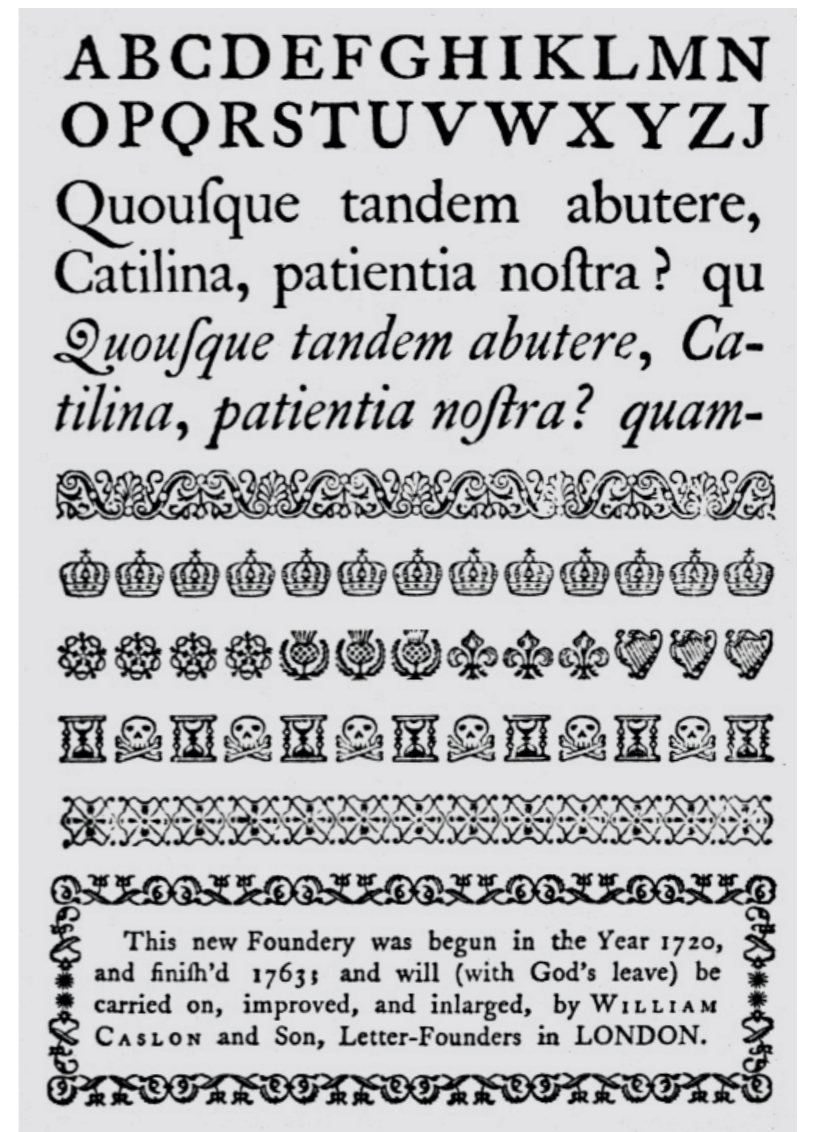 ABCDEFGHIKLMN
OPQRSTUVWXYZJ
Quouſque tandem abutere,
Catilina, patientia noſtra? qu
Quouſque tandem abutere, Ca-
tilina, patientia noſtra? quam-
This new Foundery was begun in the Year 1720,
and finiſh'd 1763; and will (with God's leave) be
carried on, improved, and inlarged, by WILLIAM
CASLON and Son, Letter-Founders in LONDON.